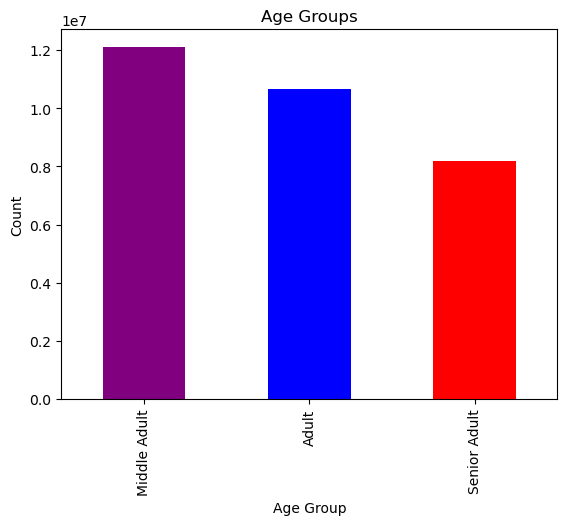 Age Groups
1e7
1.2
1.0
0.8
0.6
0.4
0.2
0.0
Count
Middle Adult
Adult
Senior Adult
Age Group